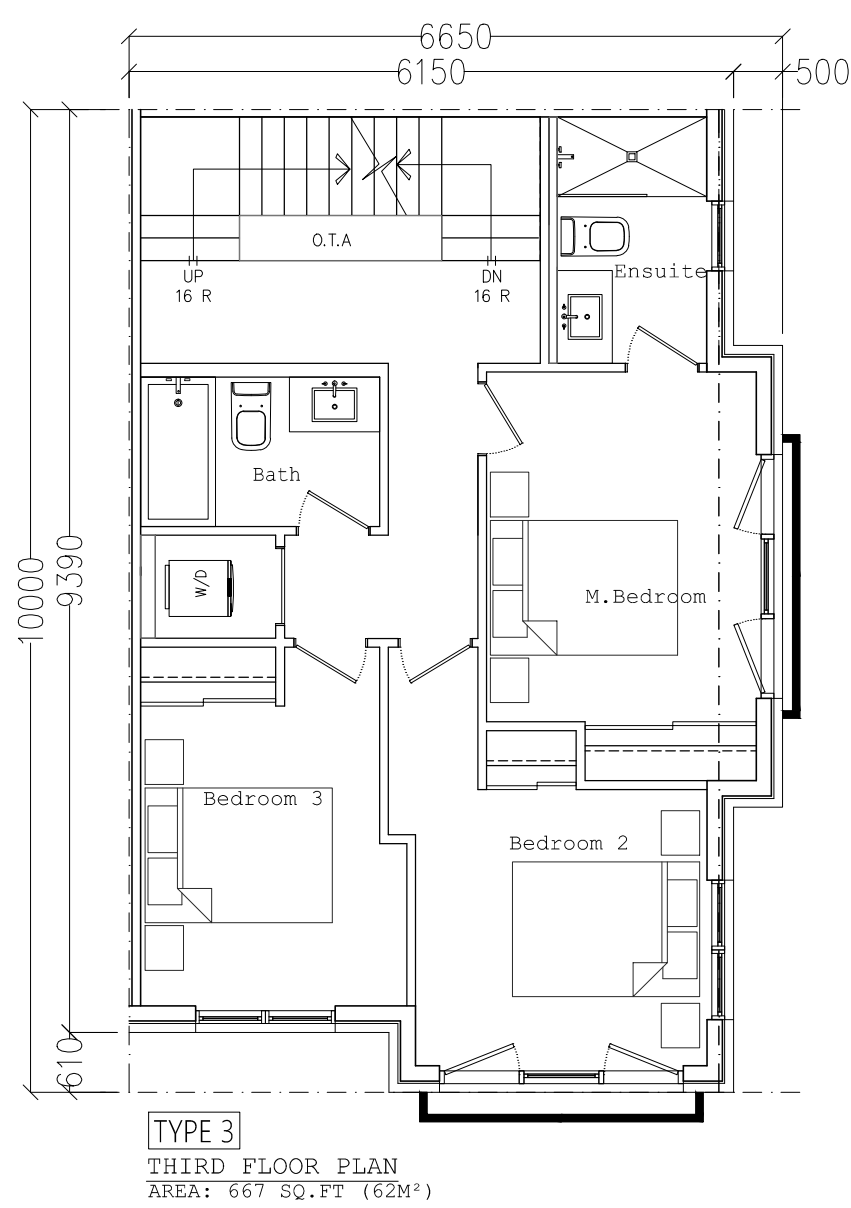 6650
6150
500
O.T.A
UP
16 R
DN
16 R
Ensuite
Bath
10000
9390
W/D
M.Bedroom
Bedroom 3
Bedroom 2
610
TYPE 3
THIRD FLOOR PLAN
AREA: 667 SQ.FT (62M²)